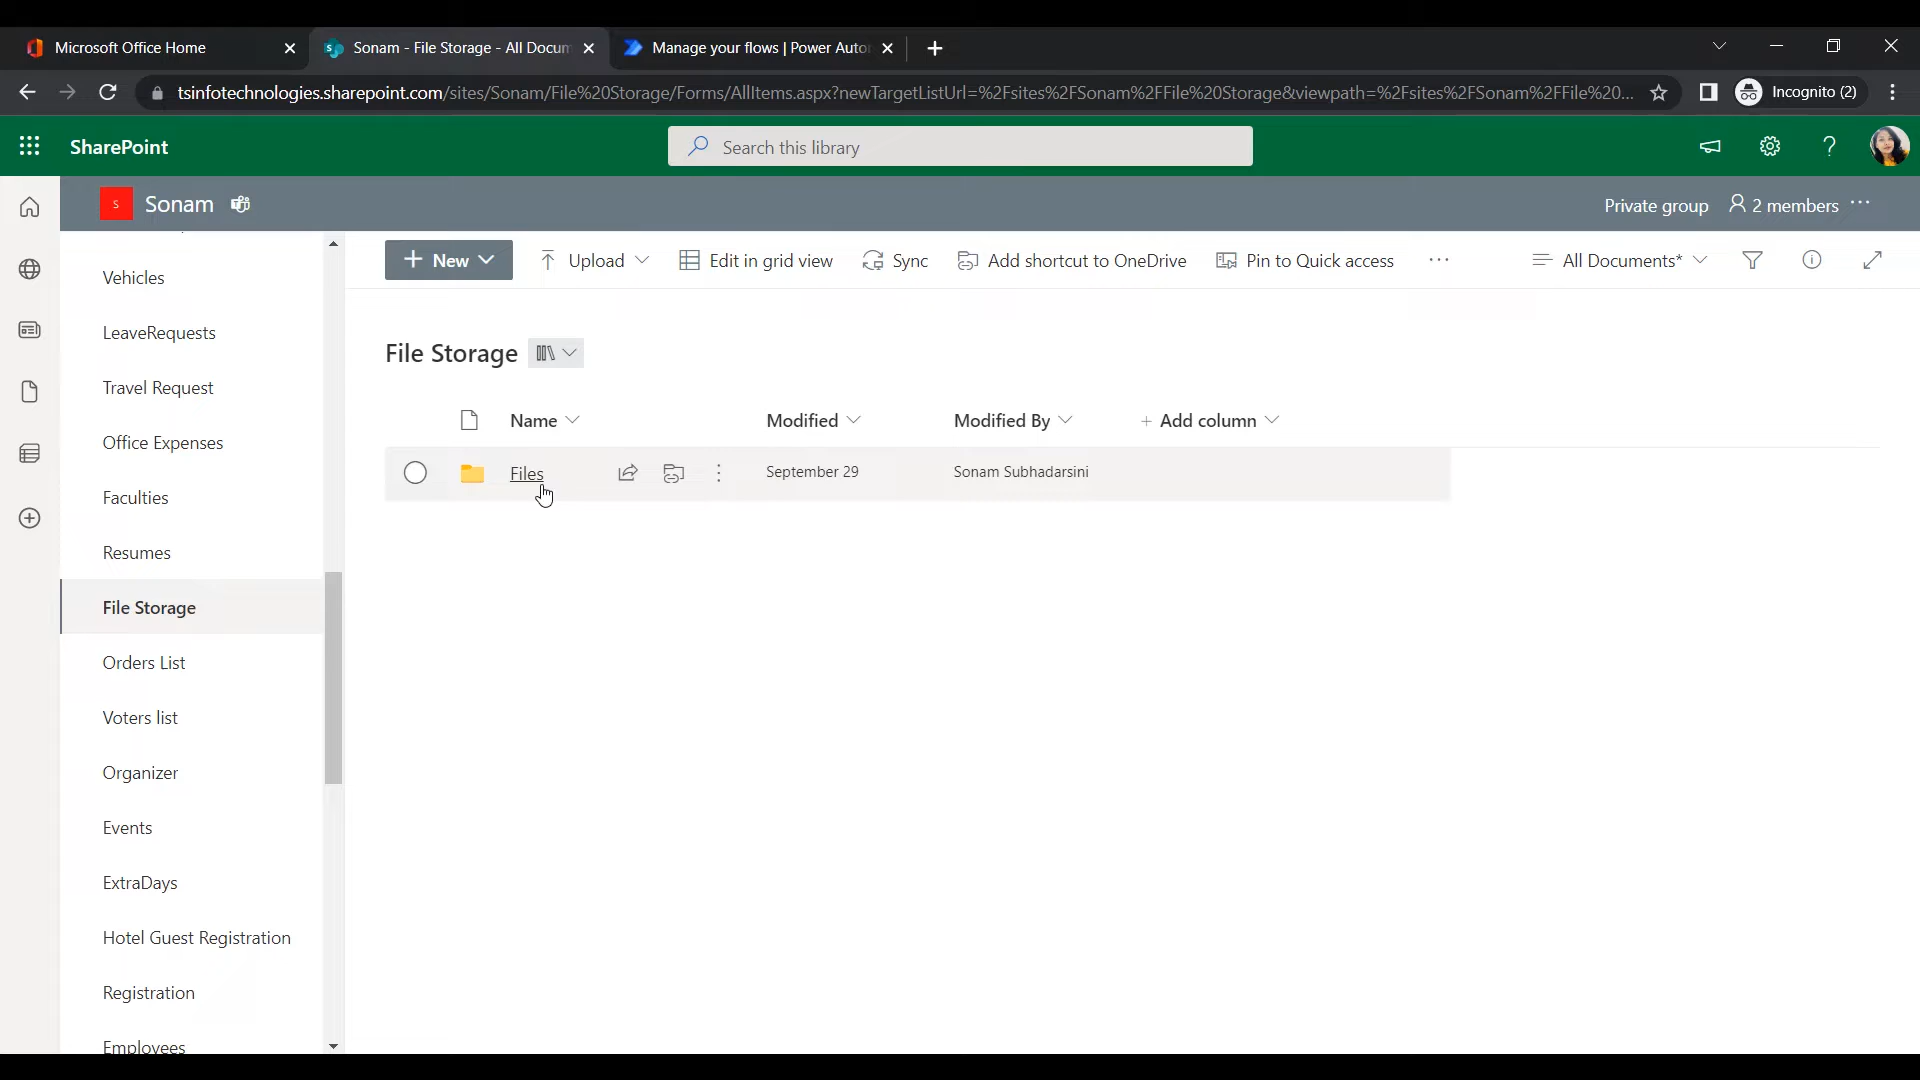 Microsoft Office Home
Sonam - File Storage - All Docum
Manage your flows | Power Auto
tsinfotechnologies.sharepoint.com/sites/Sonam/File%20Storage/Forms/AllItems.aspx?newTargetListUrl=%2Fsites%2FSonam%2FFile%20Storage&viewpath=%2Fsites%2FSonam%2FFile%20...
Incognito (2)
SharePoint
Search this library
S
Sonam
Private group
2 members
Vehicles
LeaveRequests
Travel Request
Office Expenses
Faculties
Resumes
File Storage
Orders List
Voters list
Organizer
Events
ExtraDays
Hotel Guest Registration
Registration
Employees
+ New
Upload
Edit in grid view
Sync
Add shortcut to OneDrive
Pin to Quick access
...
All Documents*
File Storage
Name
Modified
Modified By
+ Add column
Files
September 29
Sonam Subhadarsini